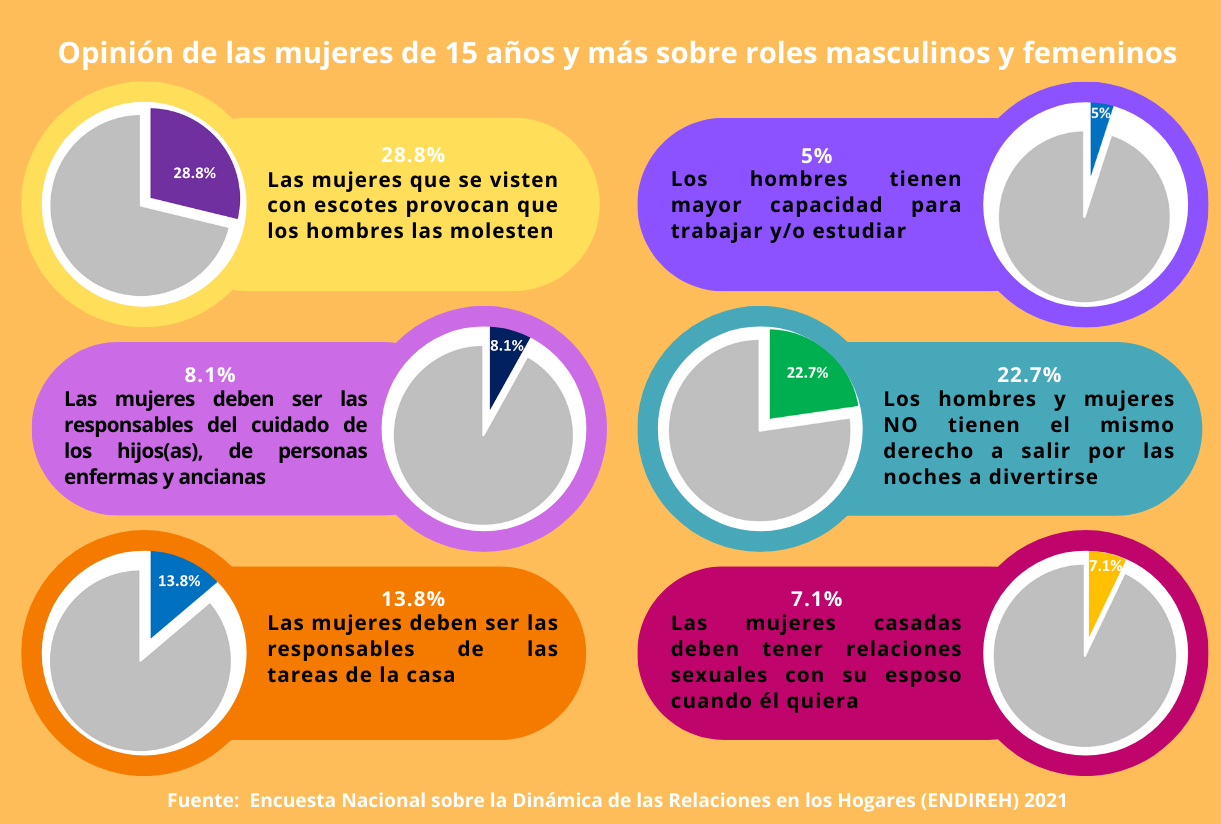 Opinión de las mujeres de 15 años y más sobre roles masculinos y femeninos
28.8%
28.8%
Las mujeres que se visten
con escotes provocan que
los hombres las molesten
5%
Los hombres tienen
mayor capacidad para
trabajar y/o estudiar
5%
8.1%
Las mujeres deben ser las
responsables del cuidado de
los hijos(as), de personas
enfermas y ancianas
8.1%
22.7%
22.7%
Los hombres y mujeres
NO tienen el mismo
derecho a salir por las
noches a divertirse
13.8%
13.8%
Las mujeres deben ser las
responsables de las
tareas de la casa
7.1%
Las mujeres casadas
deben tener relaciones
sexuales con su esposo
cuando él quiera
7.1%
Fuente: Encuesta Nacional sobre la Dinámica de las Relaciones en los Hogares (ENDIREH) 2021